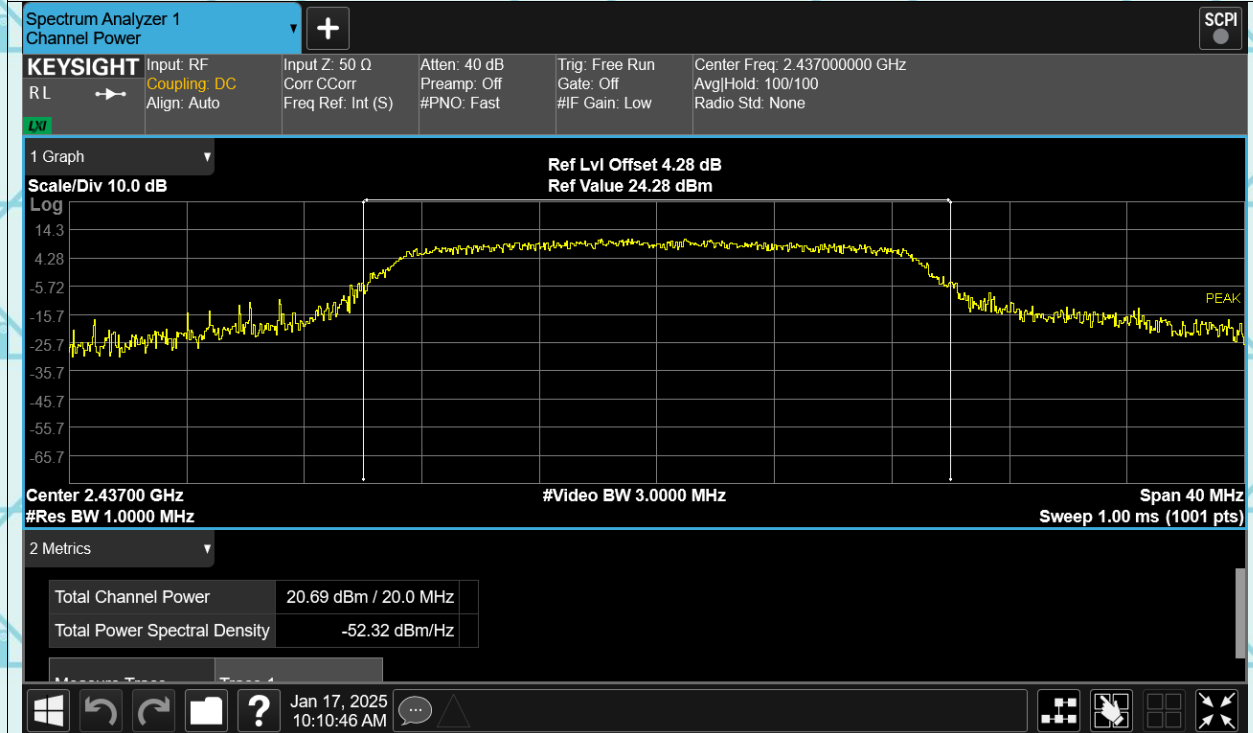 Spectrum Analyzer 1
Channel Power
SCPI
KEYSIGHT
R L
LXI
Input: RF
Coupling: DC
Align: Auto
Input Z: 50 Ω
Corr CCorr
Freq Ref: Int (S)
Atten: 40 dB
Preamp: Off
#PNO: Fast
Trig: Free Run
Gate: Off
#IF Gain: Low
Center Freq: 2.437000000 GHz
Avg|Hold: 100/100
Radio Std: None
1 Graph
Ref Lvl Offset 4.28 dB
Scale/Div 10.0 dB
Ref Value 24.28 dBm
Log
14.3
4.28
-5.72
-15.7
-25.7
-35.7
-45.7
-55.7
-65.7
PEAK
Center 2.43700 GHz
#Video BW 3.0000 MHz
Span 40 MHz
#Res BW 1.0000 MHz
Sweep 1.00 ms (1001 pts)
2 Metrics
Total Channel Power
20.69 dBm / 20.0 MHz
Total Power Spectral Density
-52.32 dBm/Hz
Measure Trace
Trace 1
Jan 17, 2025
10:10:46 AM